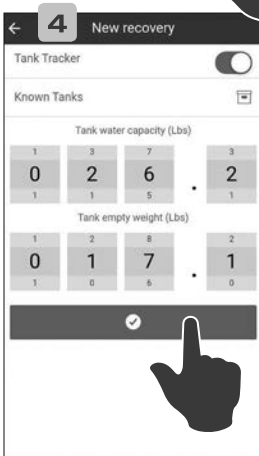 4 New recovery
Tank Tracker
Known Tanks
Tank water capacity (Lbs)
1 3 7 3
0 2 6 . 2
1 1 5 1
Tank empty weight (Lbs)
1 2 8 2
0 1 7 . 1
1 0 6 0